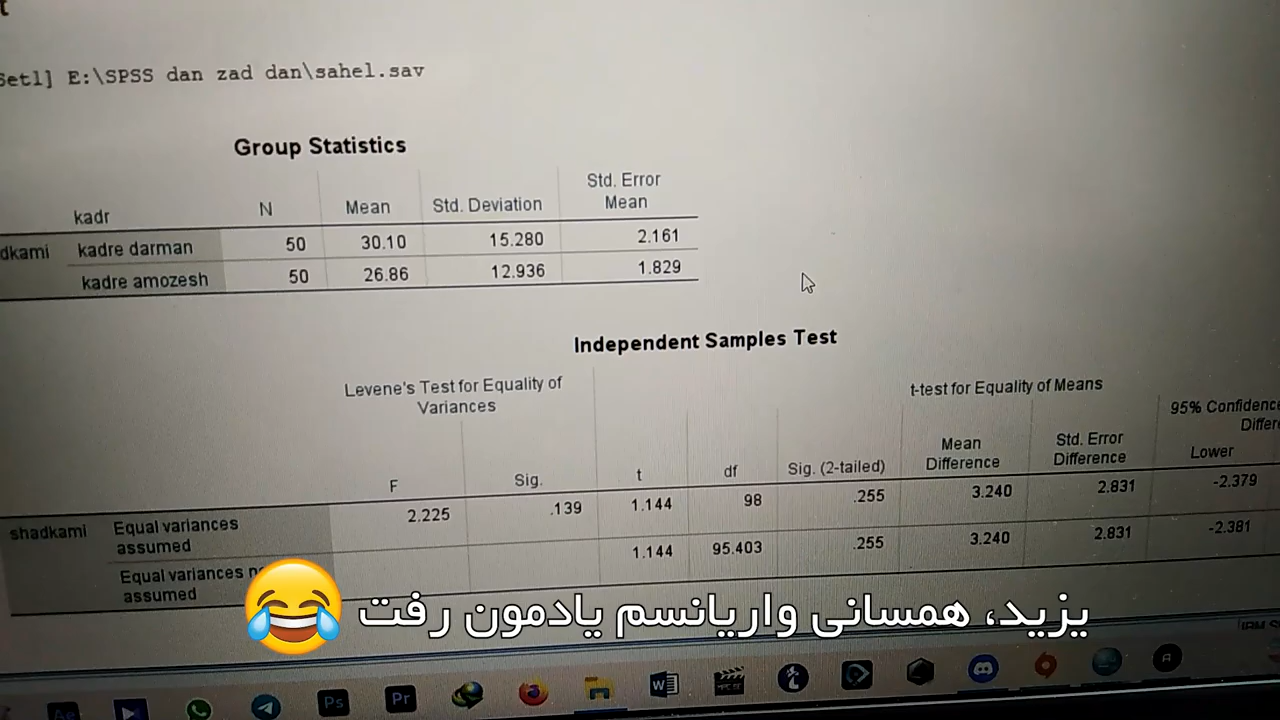 E:\SPSS dan zad dan\sahel.sav
Group Statistics
kadr N Mean Std. Deviation Std. Error Mean
kadre darman 50 30.10 15.280 2.161
kadre amozesh 50 26.86 12.936 1.829
Independent Samples Test
Levene's Test for Equality of Variances
t-test for Equality of Means
F Sig. t df Sig. (2-tailed) Mean Difference Std. Error Difference 95% Lower
shadkami Equal variances assumed 2.225 .139 1.144 98 .255 3.240 2.831 -2.379
Equal variances assumed 1.144 95.403 .255 3.240 2.831 -2.381
یزید، همسانی واریانسم یادمون رفت 😂
Ps Pr W